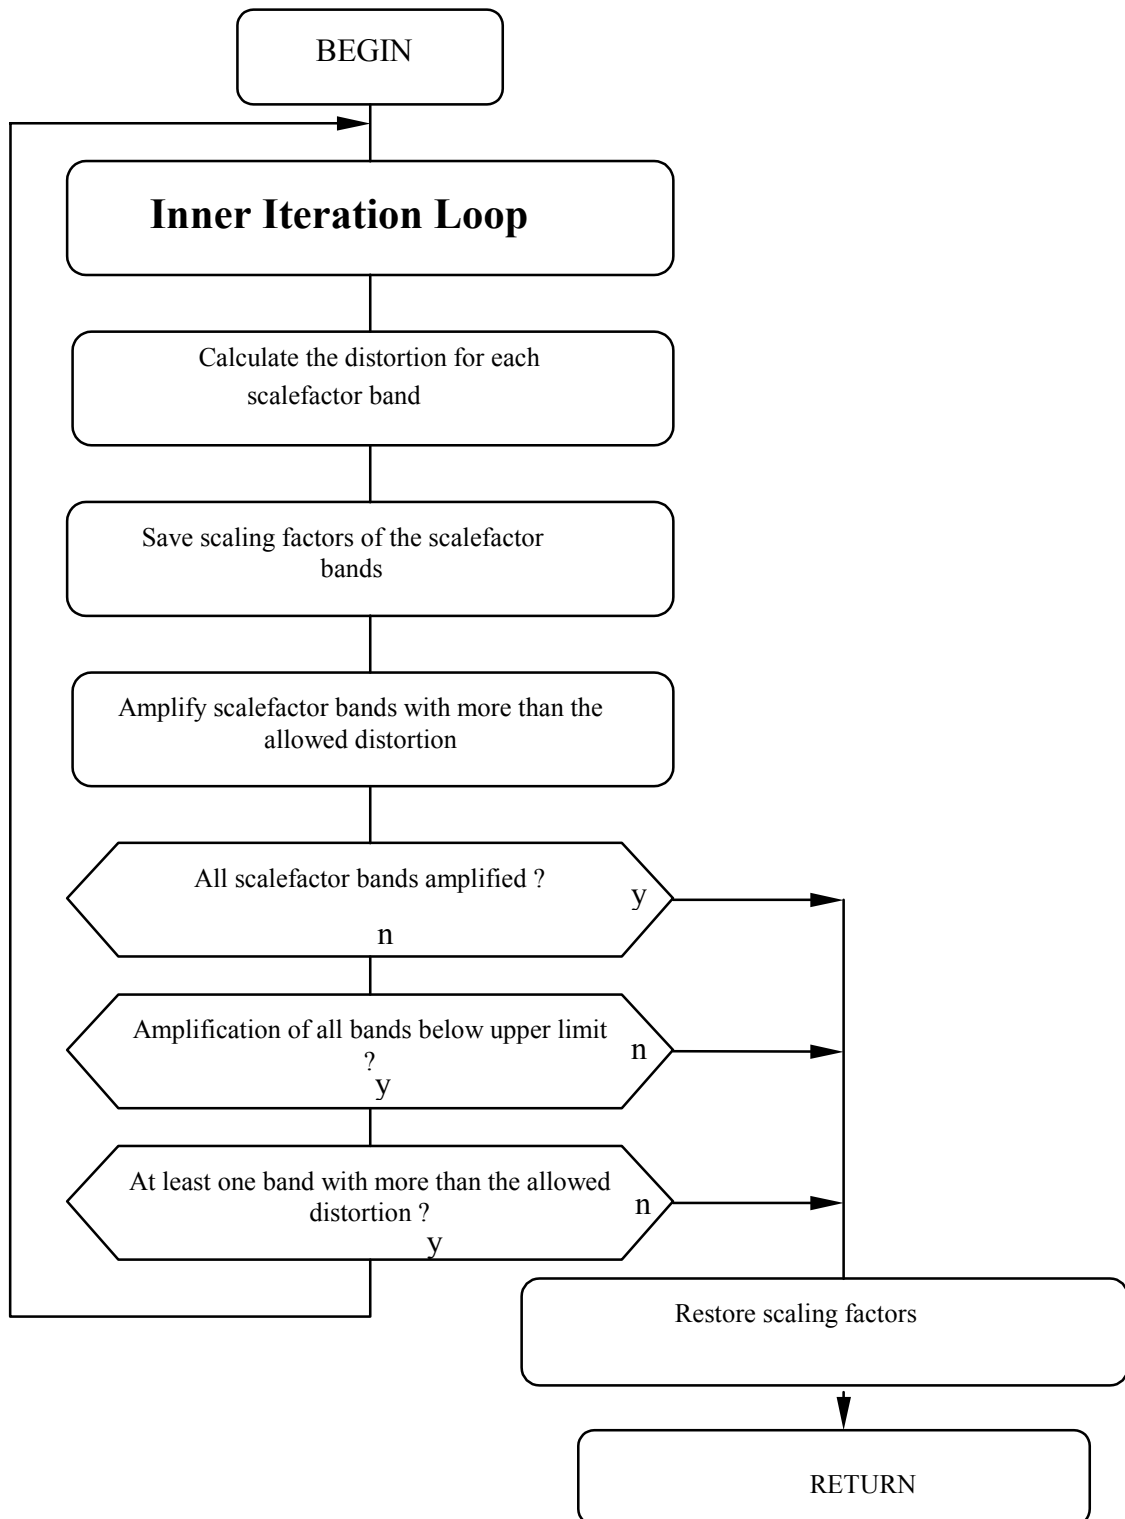 BEGIN
Inner Iteration Loop
Calculate the distortion for each
scalefactor band
Save scaling factors of the scalefactor
bands
Amplify scalefactor bands with more than the
allowed distortion
All scalefactor bands amplified ?
y
n
Amplification of all bands below upper limit
?
n
y
At least one band with more than the allowed
distortion ?
n
y
Restore scaling factors
RETURN